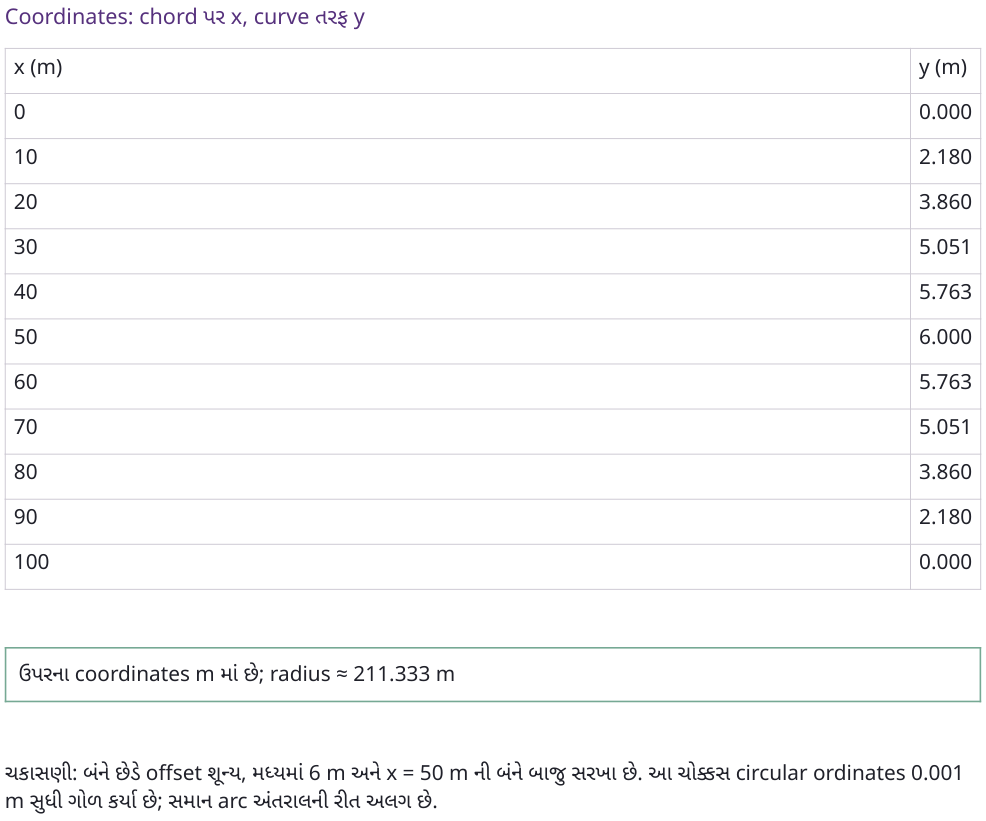 Coordinates: chord પર x, curve તરફ y
x (m) y (m)
0 0.000
10 2.180
20 3.860
30 5.051
40 5.763
50 6.000
60 5.763
70 5.051
80 3.860
90 2.180
100 0.000
ઉપરના coordinates m માં છે; radius ≈ 211.333 m
ચકાસણી: બંને છેડે offset શૂન્ય, મધ્યમાં 6 m અને x = 50 m ની બંને બાજુ સરખા છે. આ ચોક્કસ circular ordinates 0.001
m સુધી ગોળ કર્યા છે; સમાન arc અંતરાલની રીત અલગ છે.